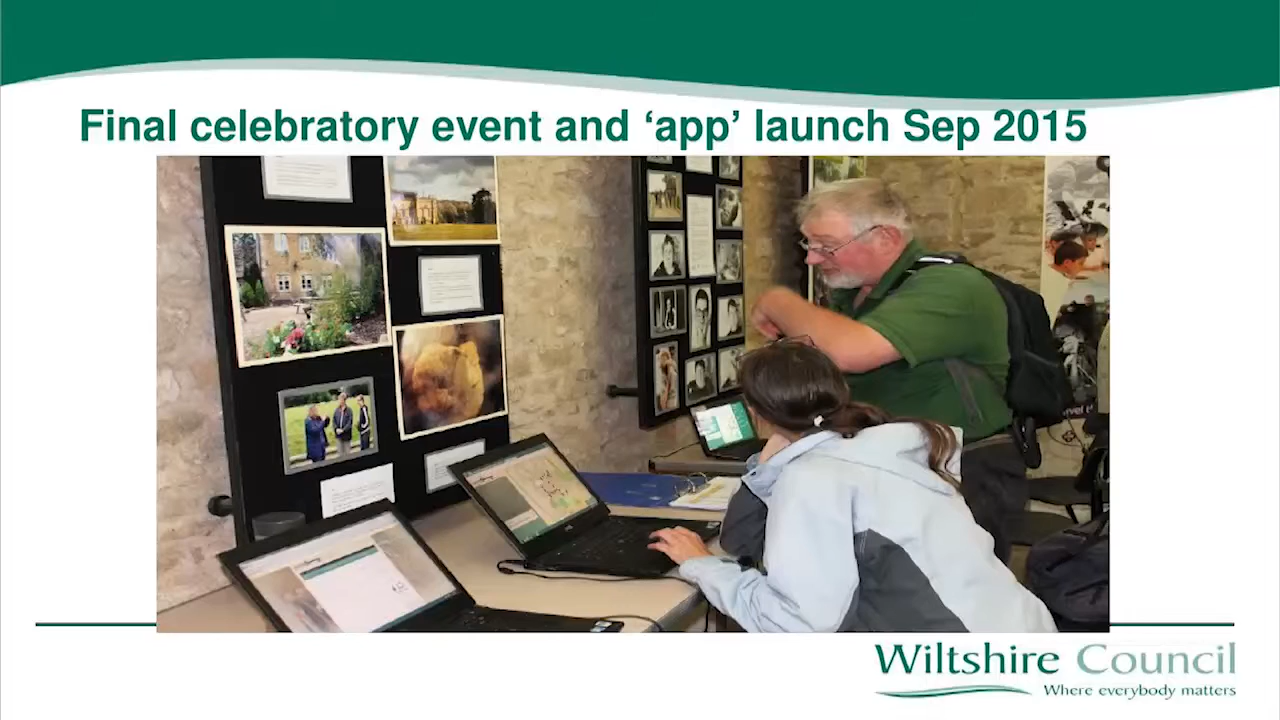 Final celebratory event and ‘app’ launch Sep 2015
Wiltshire Council
Where everybody matters